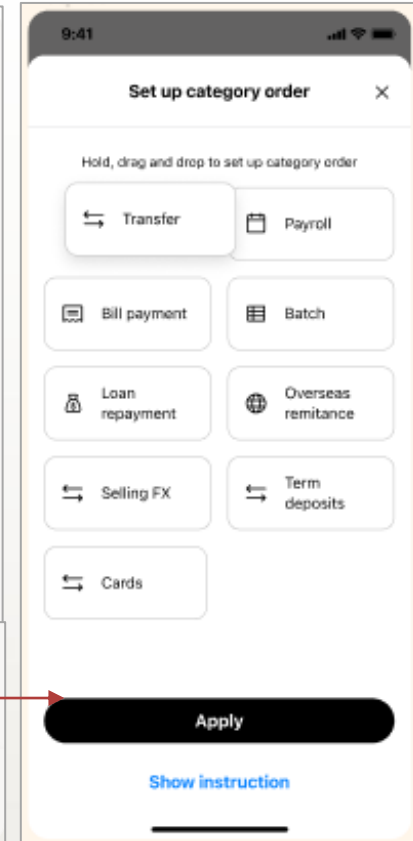 9:41
Set up category order
Hold, drag and drop to set up category order
Transfer
Payroll
Bill payment
Batch
Loan
repayment
Overseas
remitance
Selling FX
Term
deposits
Cards
Apply
Show instruction